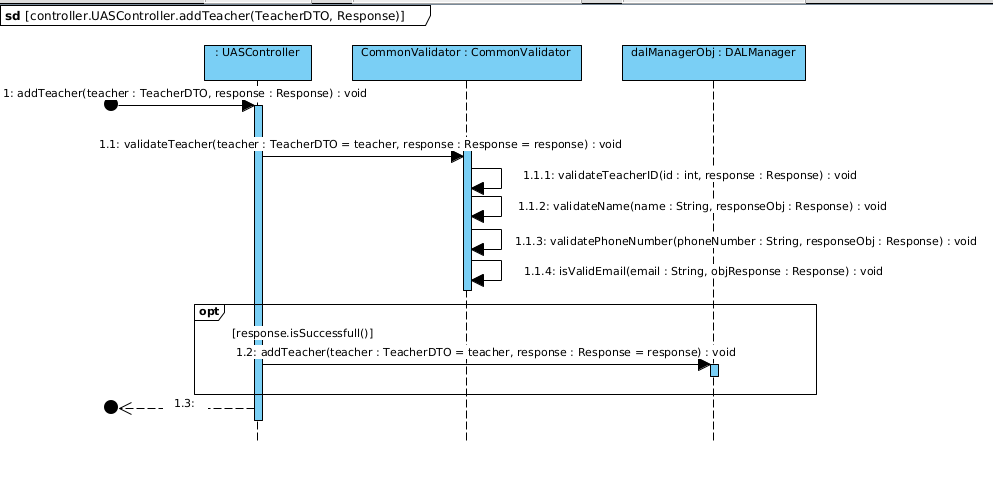 sd [controller.UASController.addTeacher(TeacherDTO, Response)]
: UASController
CommonValidator : CommonValidator
dalManagerObj : DALManager
1: addTeacher(teacher : TeacherDTO, response : Response) : void
1.1: validateTeacher(teacher : TeacherDTO = teacher, response : Response = response) : void
1.1.1: validateTeacherID(id : int, response : Response) : void
1.1.2: validateName(name : String, responseObj : Response) : void
1.1.3: validatePhoneNumber(phoneNumber : String, responseObj : Response) : void
1.1.4: isValidEmail(email : String, objResponse : Response) : void
opt
[response.isSuccessfull()]
1.2: addTeacher(teacher : TeacherDTO = teacher, response : Response = response) : void
1.3: